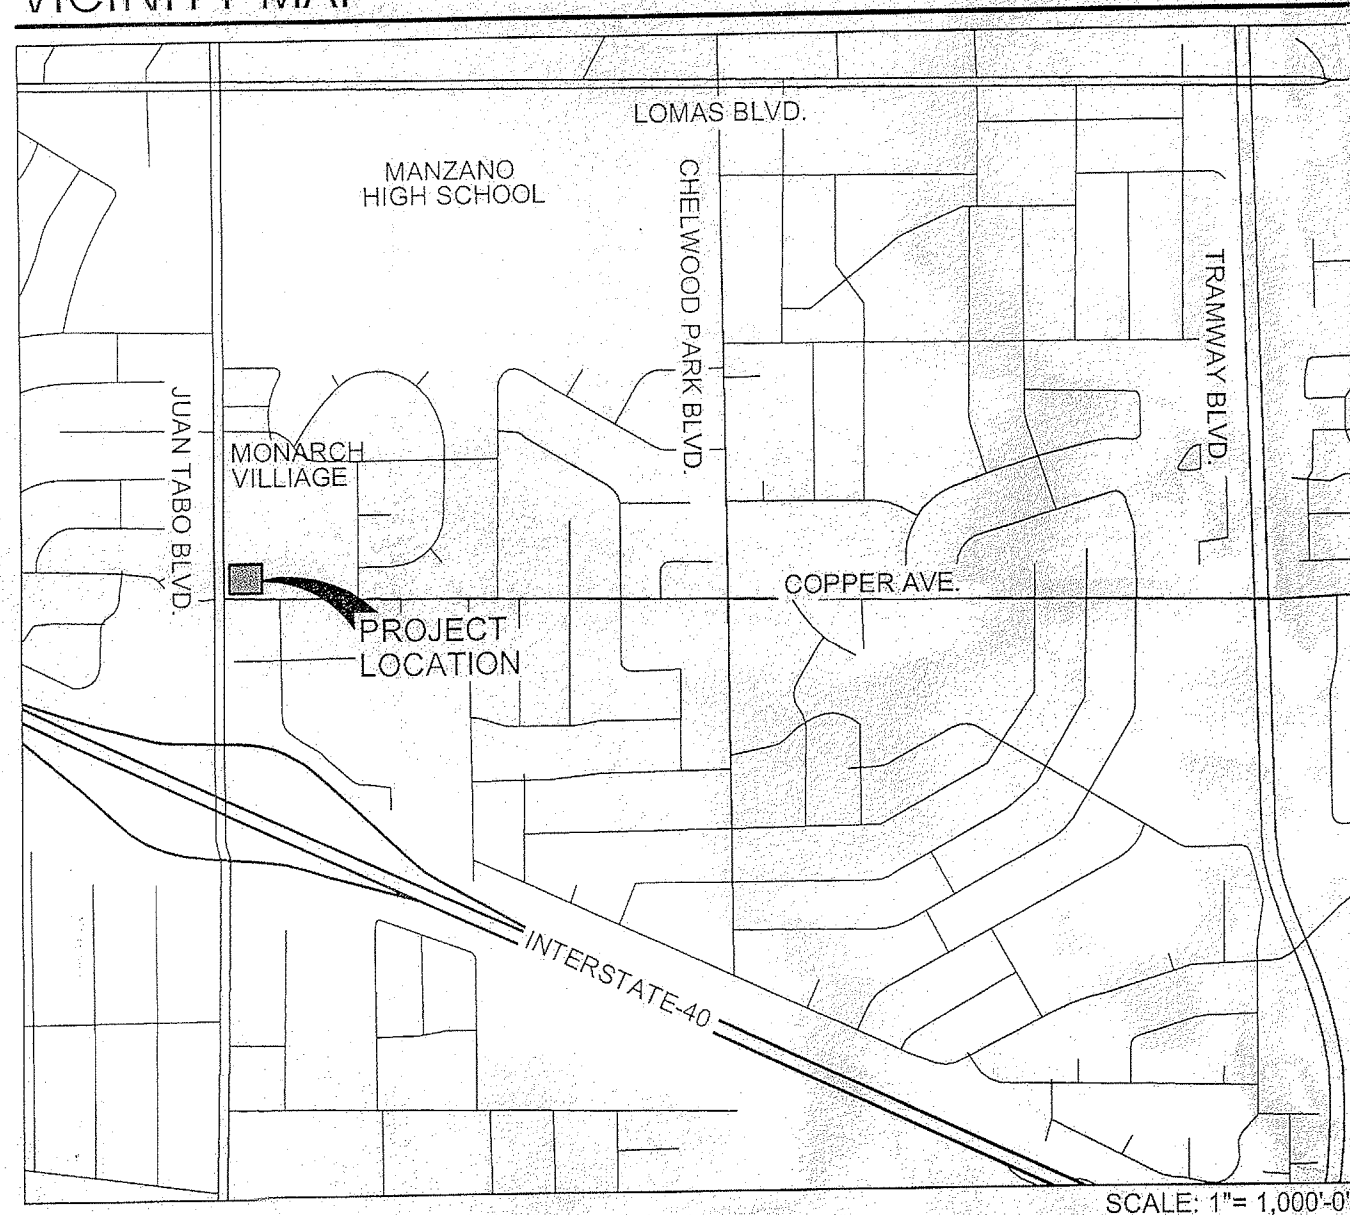 VICINITY MAP
LOMAS BLVD.
MANZANO
HIGH SCHOOL
CHELWOOD PARK BLVD.
TRAMWAY BLVD.
JUAN TABO BLVD.
MONARCH
VILLIAGE
COPPER AVE.
PROJECT
LOCATION
INTERSTATE-40
SCALE: 1"= 1,000'-0"